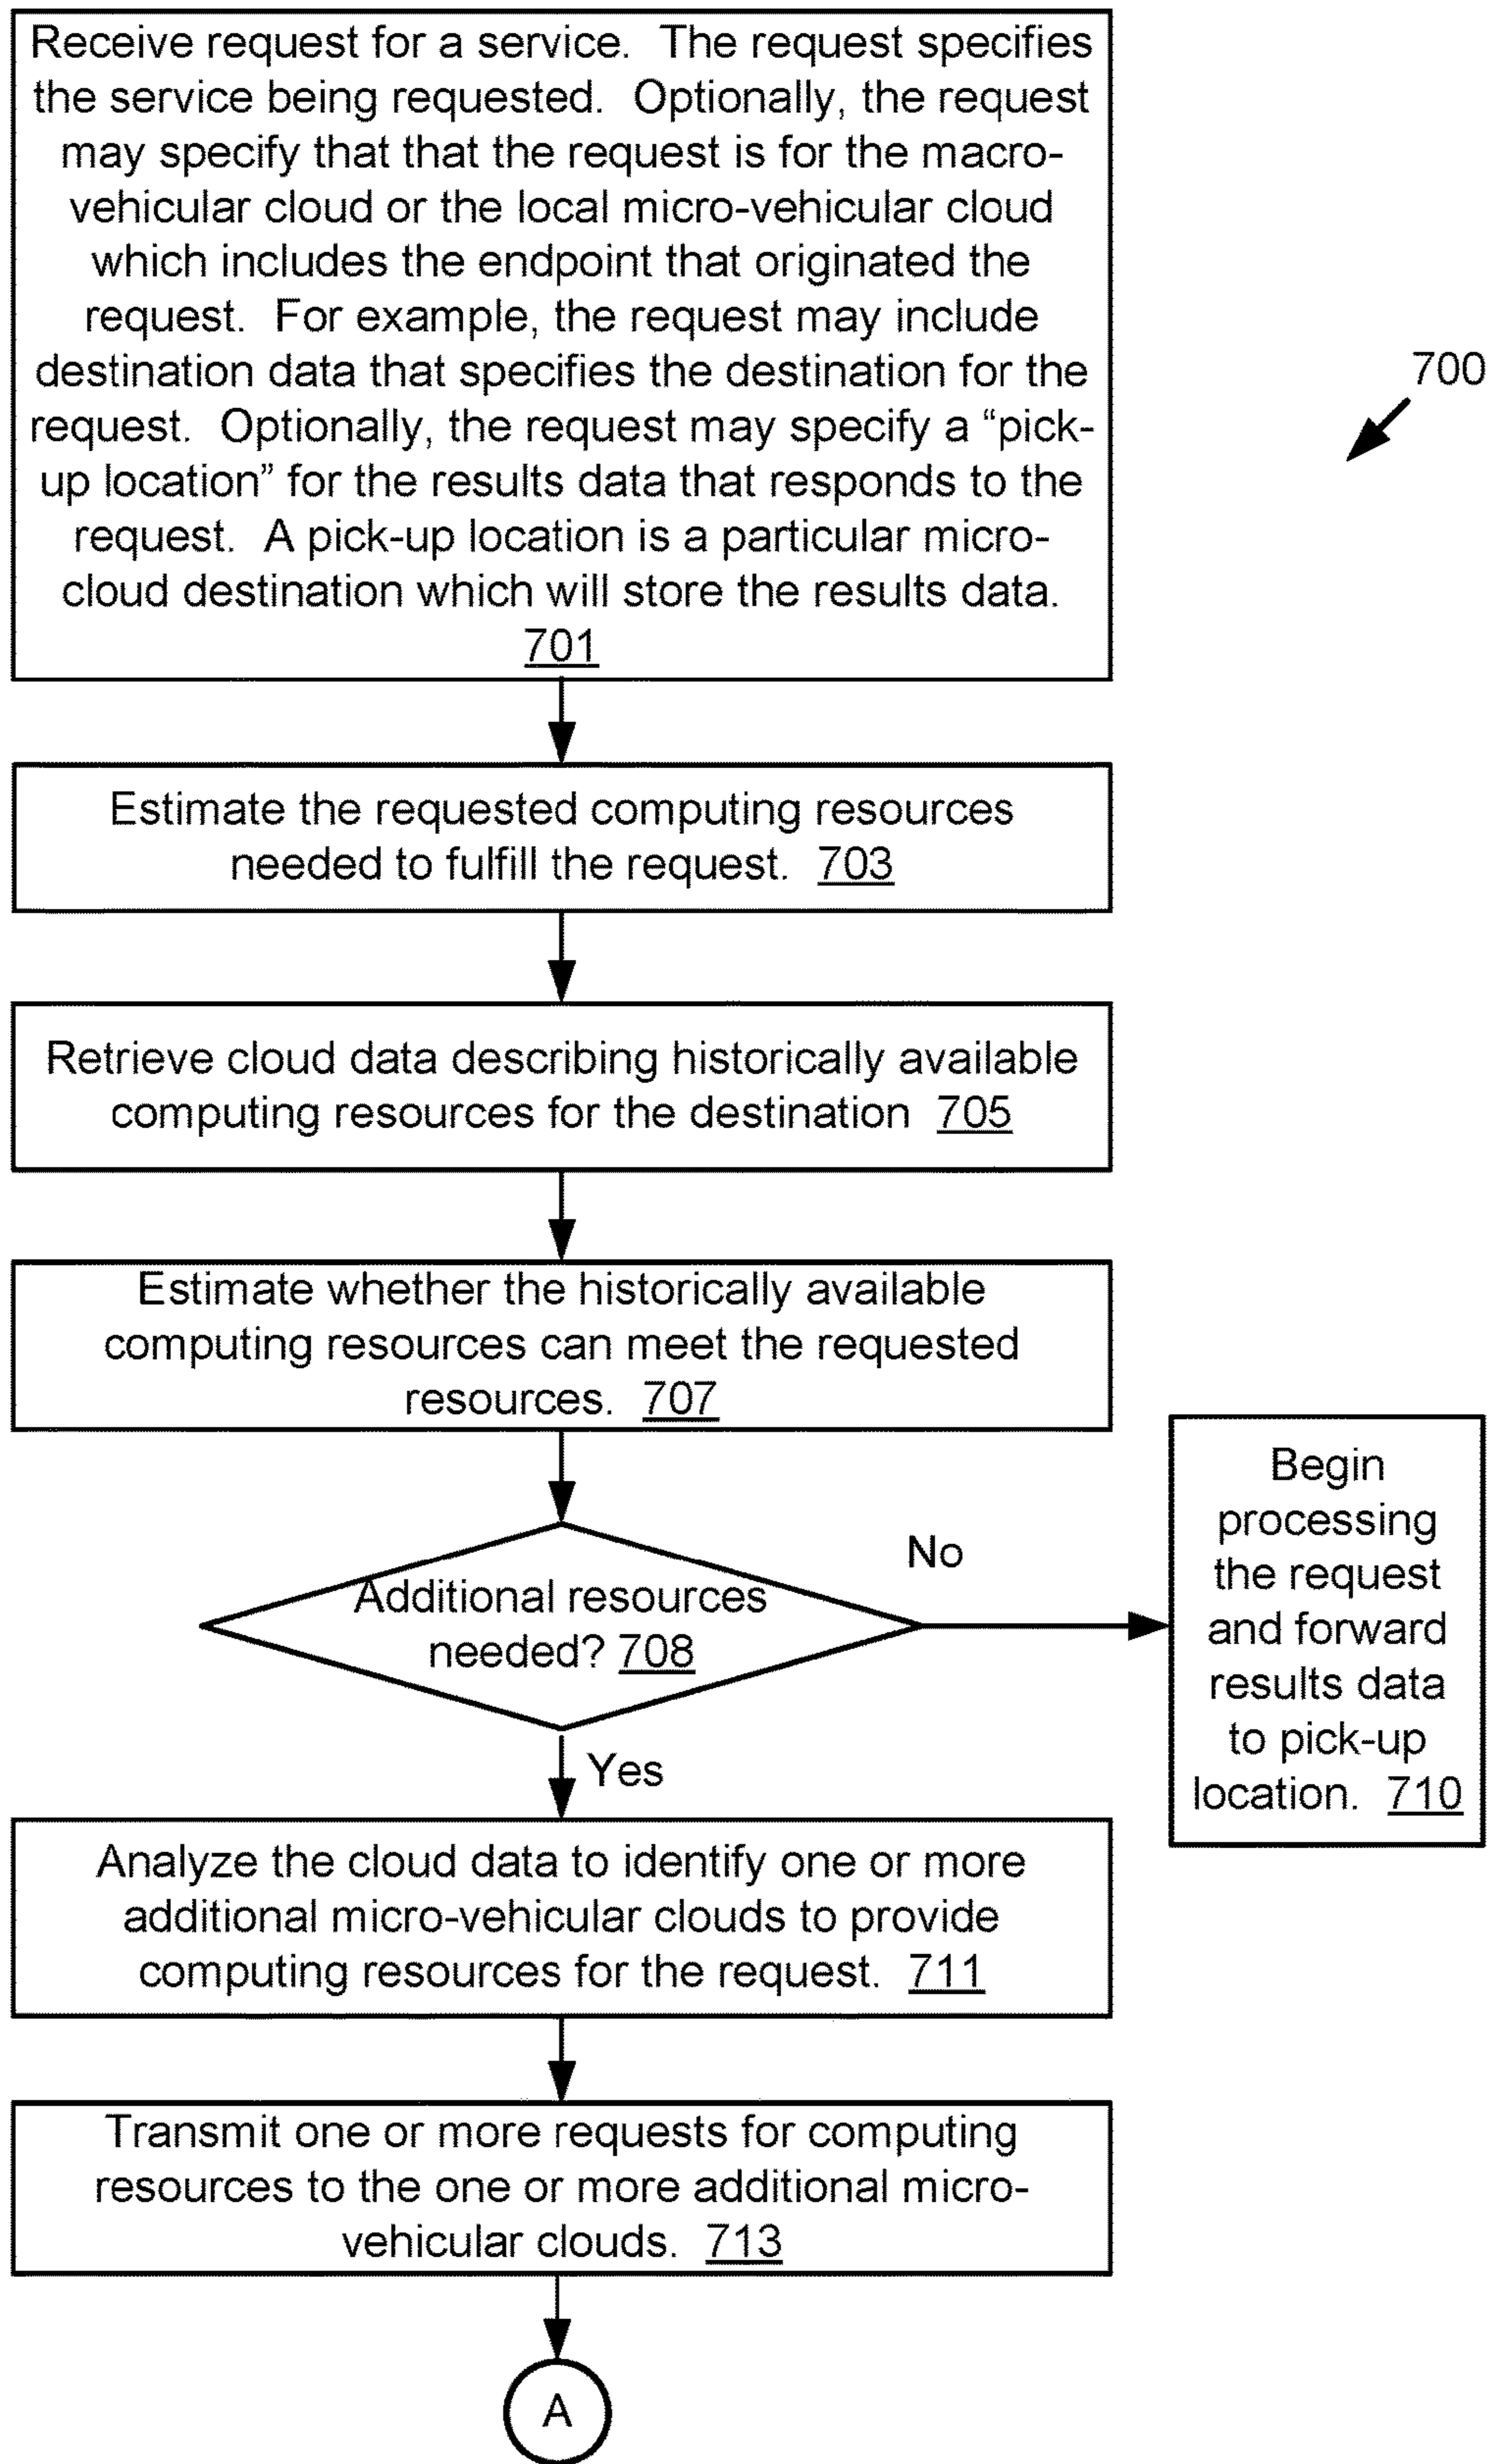 Receive request for a service. The request specifies
the service being requested. Optionally, the request
may specify that that the request is for the macro-
vehicular cloud or the local micro-vehicular cloud
which includes the endpoint that originated the
request. For example, the request may include
destination data that specifies the destination for the
request. Optionally, the request may specify a “pick-
up location” for the results data that responds to the
request. A pick-up location is a particular micro-
cloud destination which will store the results data.
701
700
Estimate the requested computing resources
needed to fulfill the request. 703
Retrieve cloud data describing historically available
computing resources for the destination 705
Estimate whether the historically available
computing resources can meet the requested
resources. 707
Additional resources
needed? 708
No
Begin
processing
the request
and forward
results data
to pick-up
location. 710
Yes
Analyze the cloud data to identify one or more
additional micro-vehicular clouds to provide
computing resources for the request. 711
Transmit one or more requests for computing
resources to the one or more additional micro-
vehicular clouds. 713
A